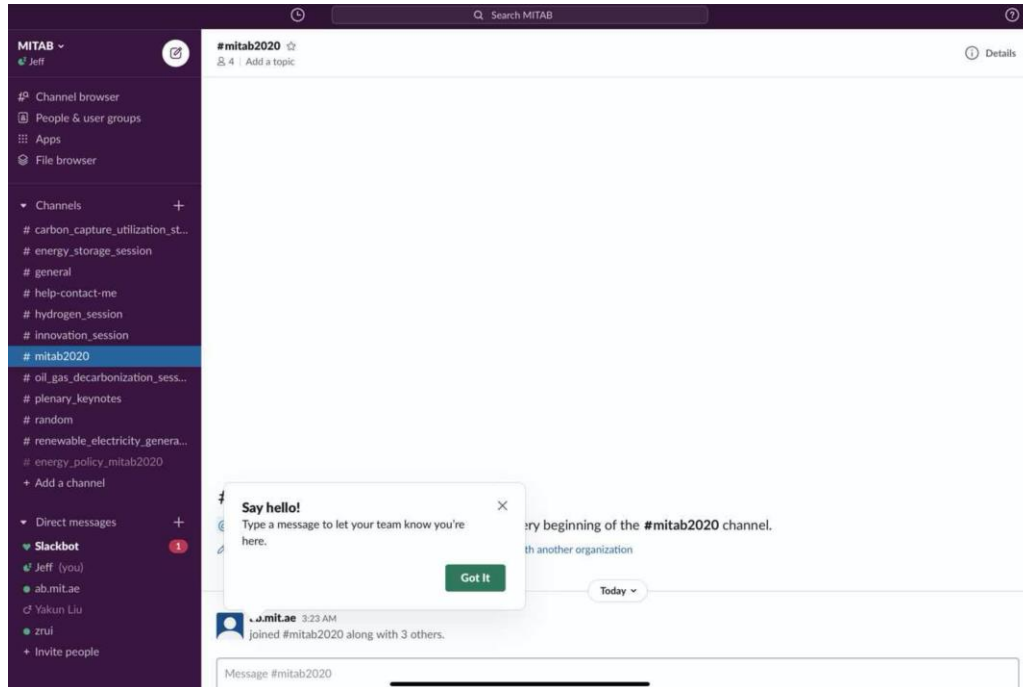 Search MITAB
MITAB
Jeff
Channel browser
People & user groups
Apps
File browser
Channels
# carbon_capture_utilization_st...
# energy_storage_session
# general
# help-contact-me
# hydrogen_session
# innovation_session
# mitab2020
# oil_gas_decarbonization_sess...
# plenary_keynotes
# random
# renewable_electricity_genera...
# energy_policy_mitab2020
+ Add a channel
Direct messages
Slackbot 1
Jeff (you)
ab.mit.ae
Yakun Liu
zrui
+ Invite people
#mitab2020
4 | Add a topic
Details
beginning of the #mitab2020 channel.
another organization
Say hello!
Type a message to let your team know you're
here.
Got It
Today
.mit.ae 3:23 AM
joined #mitab2020 along with 3 others.
Message #mitab2020